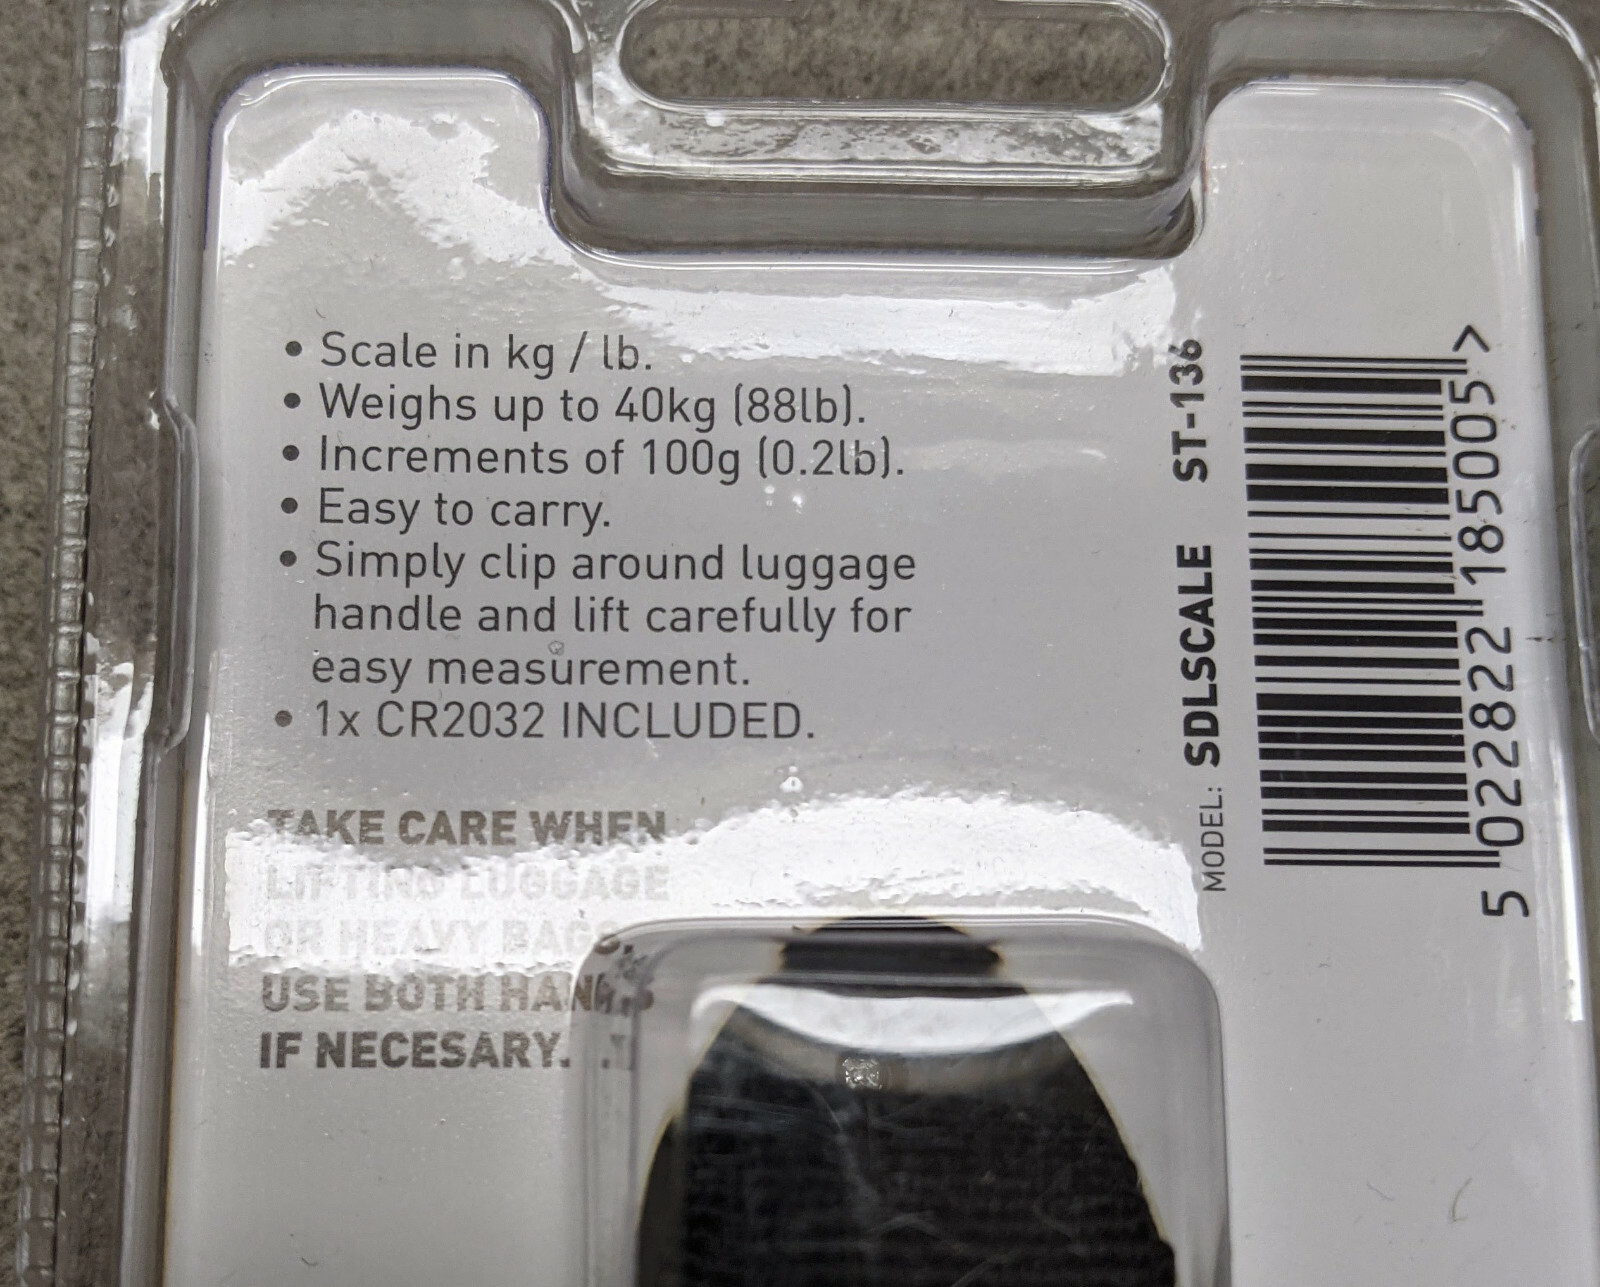 • Scale in kg / lb.
• Weighs up to 40kg (88lb).
• Increments of 100g (0.2lb).
• Easy to carry.
• Simply clip around luggage
handle and lift carefully for
easy measurement.
• 1x CR2032 INCLUDED.
TAKE CARE WHEN
LIFTING LUGGAGE
OR HEAVY BAGS,
USE BOTH HANDS
IF NECESARY.
MODEL: SDLSCALE ST-136
5 022822 185005 >